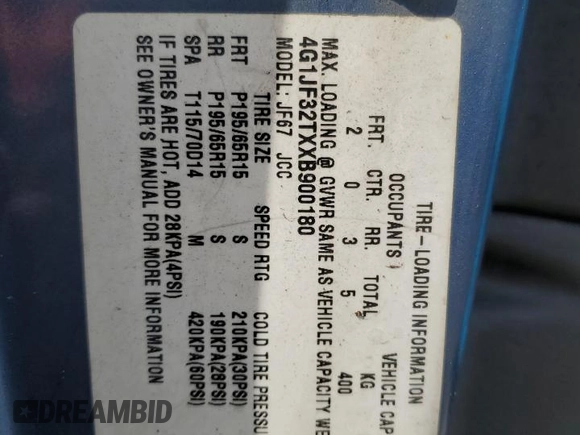 TIRE-LOADING INFORMATION
OCCUPANTS VEHICLE CAP
FRT. CTR. RR. TOTAL KG
2 0 3 5 400
MAX. LOADING @ GVWR SAME AS VEHICLE CAPACITY WE
4G1JF32TXXB900180
MODEL: JF67 JCC
TIRE SIZE SPEED RTG COLD TIRE PRESSU
FRT P195/65R15 S 210KPA(30PSI)
RR P195/65R15 S 190KPA(28PSI)
SPA T115/70D14 M 420KPA(60PSI)
IF TIRES ARE HOT, ADD 28KPA(4PSI)
SEE OWNER'S MANUAL FOR MORE INFORMATION
DREAMBID